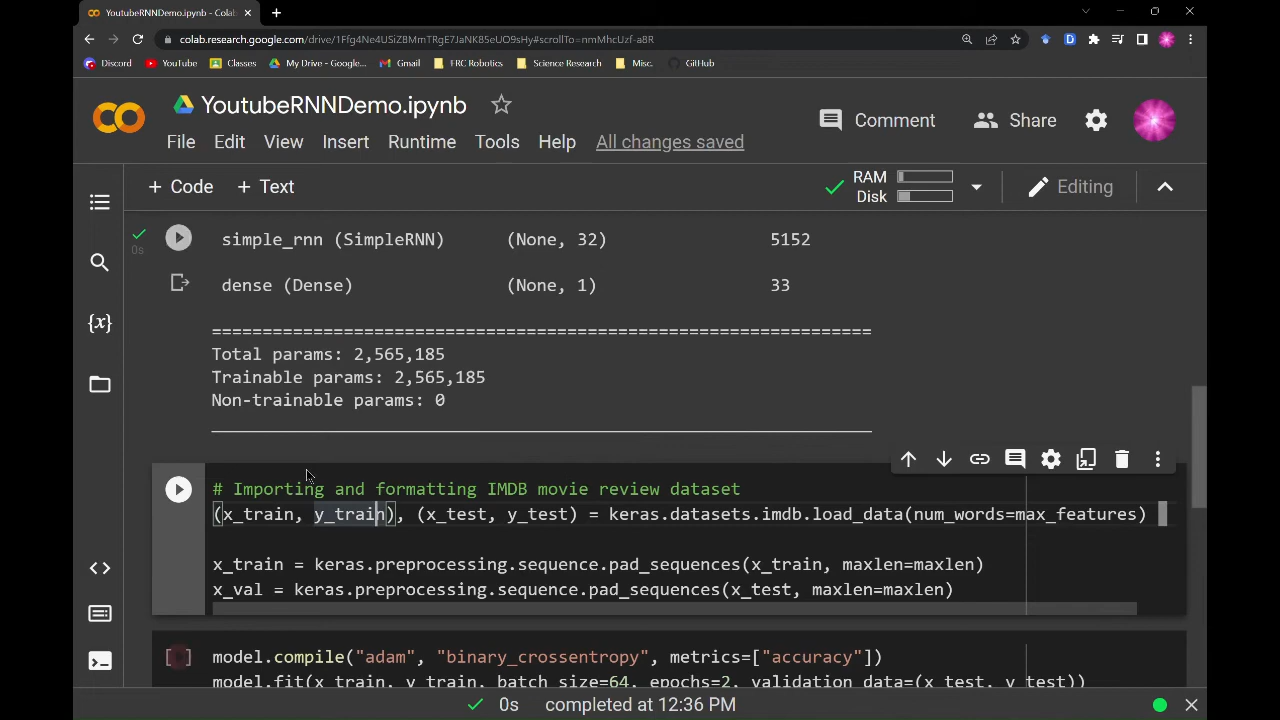 YoutubeRNNDemo.ipynb - Colab
colab.research.google.com/drive/1Ffg4Ne4USiZ8MmTRgE7JaNK85eUO9sHy#scrollTo=nmMhcUzf-a8R
Discord YouTube Classes My Drive - Google... Gmail FRC Robotics Science Research Misc. GitHub
YoutubeRNNDemo.ipynb
Comment Share
File Edit View Insert Runtime Tools Help All changes saved
+ Code + Text RAM Disk Editing
simple_rnn (SimpleRNN) (None, 32) 5152
0s
dense (Dense) (None, 1) 33
=================================================================
Total params: 2,565,185
Trainable params: 2,565,185
Non-trainable params: 0
_________________________________________________________________
# Importing and formatting IMDB movie review dataset
(x_train, y_train), (x_test, y_test) = keras.datasets.imdb.load_data(num_words=max_features)
x_train = keras.preprocessing.sequence.pad_sequences(x_train, maxlen=maxlen)
x_val = keras.preprocessing.sequence.pad_sequences(x_test, maxlen=maxlen)
{x}
[ ] model.compile("adam", "binary_crossentropy", metrics=["accuracy"])
model.fit(x_train, y_train, batch_size=64, epochs=2, validation_data=(x_test, y_test))
0s completed at 12:36 PM